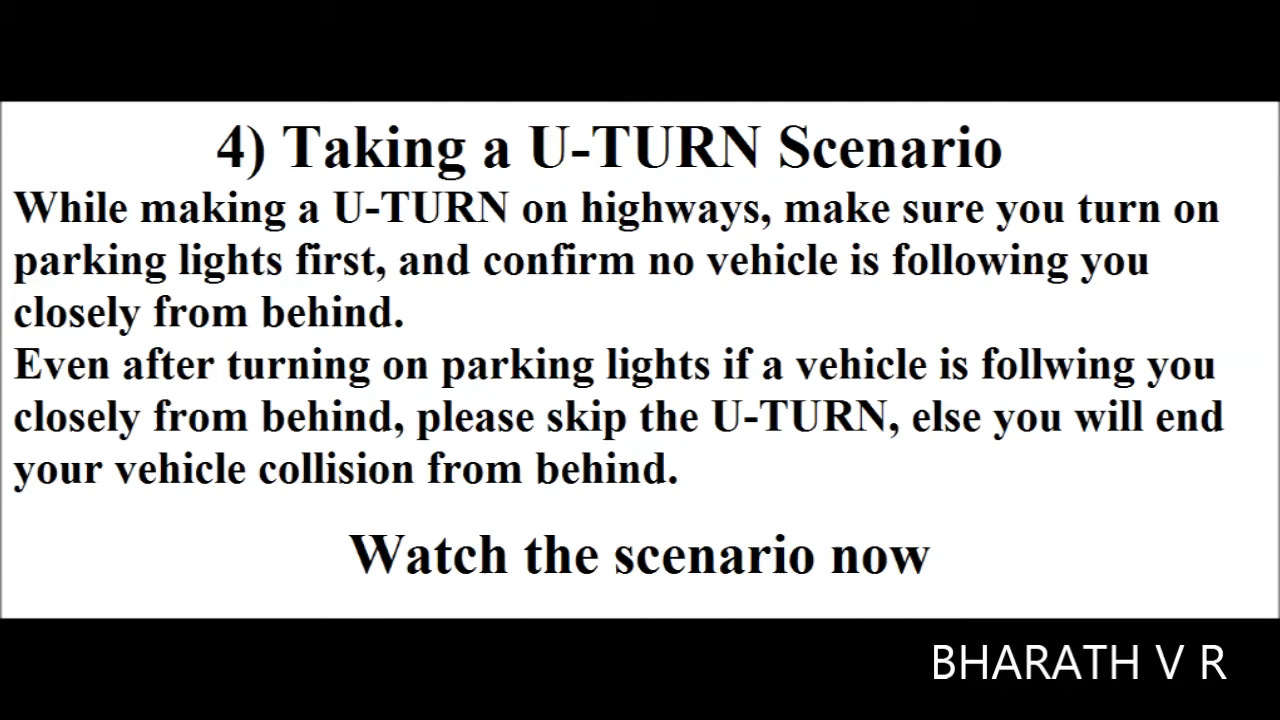 4) Taking a U-TURN Scenario
While making a U-TURN on highways, make sure you turn on
parking lights first, and confirm no vehicle is following you
closely from behind.
Even after turning on parking lights if a vehicle is follwing you
closely from behind, please skip the U-TURN, else you will end
your vehicle collision from behind.
Watch the scenario now
BHARATH V R